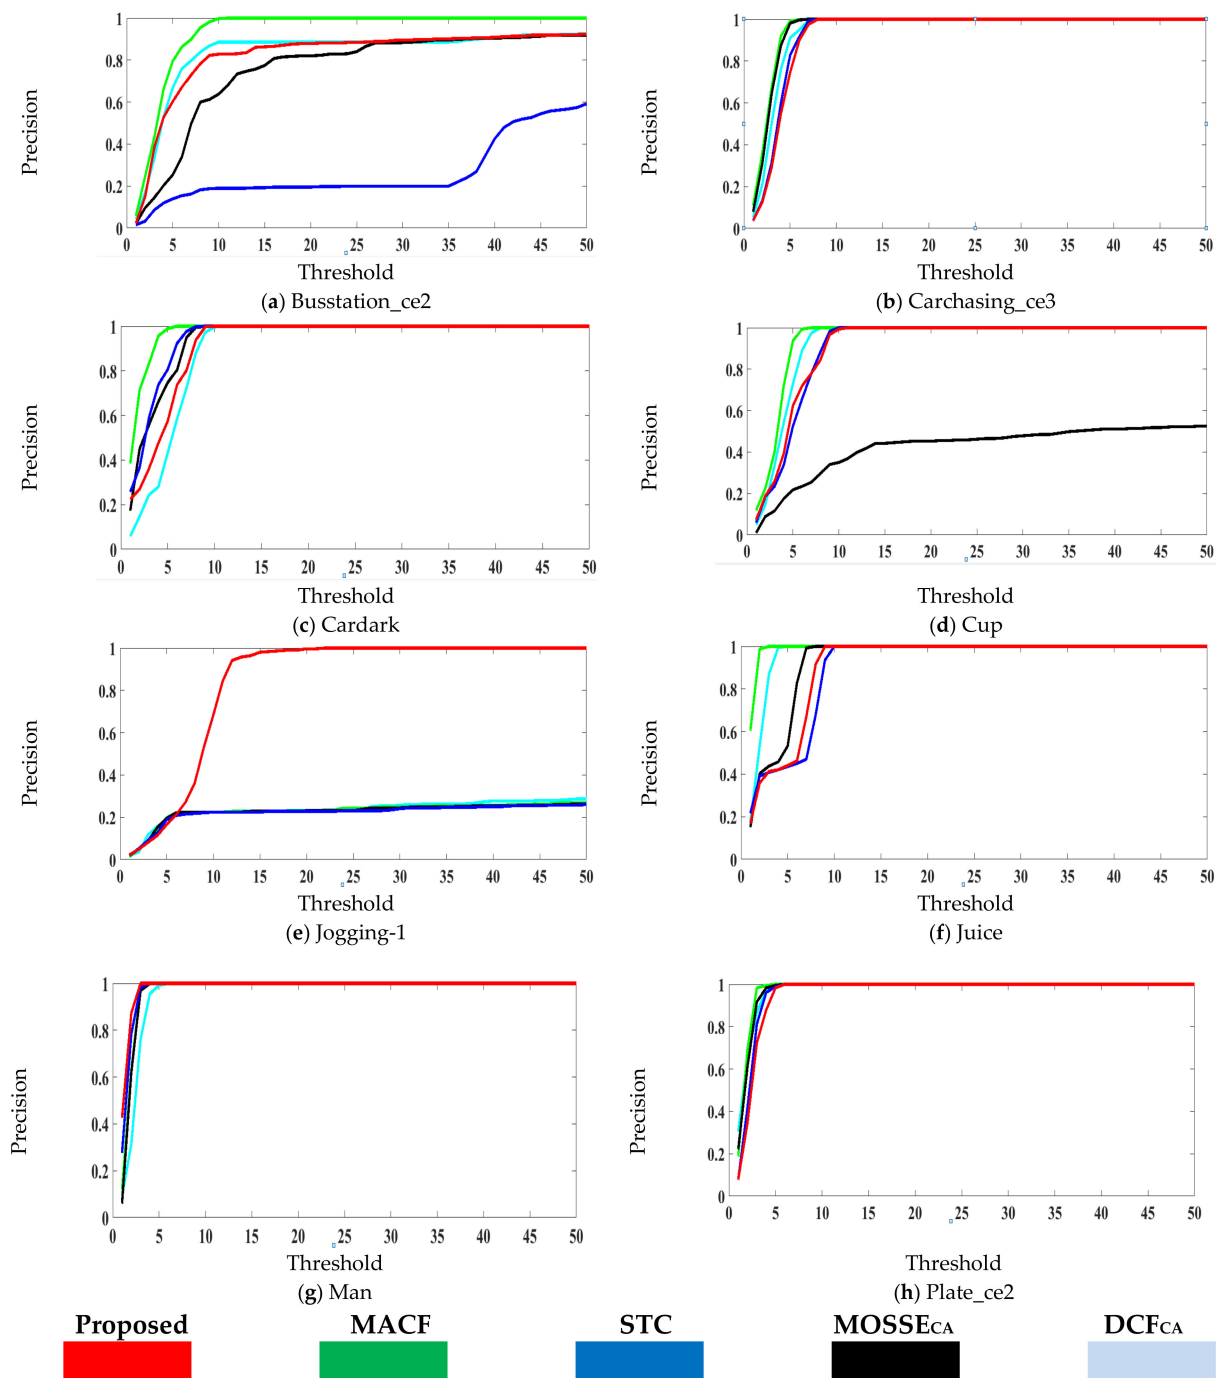 Precision
1
0.8
0.6
0.4
0.2
0
0 5 10 15 20 25 30 35 40 45 50
Threshold
(a) Busstation_ce2
Precision
1
0.8
0.6
0.4
0.2
0
0 5 10 15 20 25 30 35 40 45 50
Threshold
(b) Carchasing_ce3
Precision
1
0.8
0.6
0.4
0.2
0
0 5 10 15 20 25 30 35 40 45 50
Threshold
(c) Cardark
Precision
1
0.8
0.6
0.4
0.2
0
0 5 10 15 20 25 30 35 40 45 50
Threshold
(d) Cup
Precision
1
0.8
0.6
0.4
0.2
0
0 5 10 15 20 25 30 35 40 45 50
Threshold
(e) Jogging-1
Precision
1
0.8
0.6
0.4
0.2
0
0 5 10 15 20 25 30 35 40 45 50
Threshold
(f) Juice
Precision
1
0.8
0.6
0.4
0.2
0
0 5 10 15 20 25 30 35 40 45 50
Threshold
(g) Man
Precision
1
0.8
0.6
0.4
0.2
0
0 5 10 15 20 25 30 35 40 45 50
Threshold
(h) Plate_ce2
Proposed MACF STC MOSSECA DCFCA